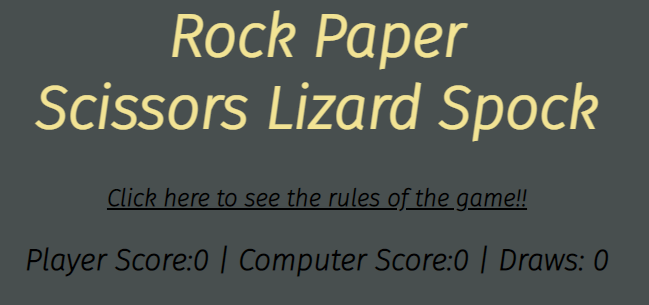 Rock Paper
Scissors Lizard Spock
Click here to see the rules of the game!!
Player Score:0 | Computer Score:0 | Draws: 0